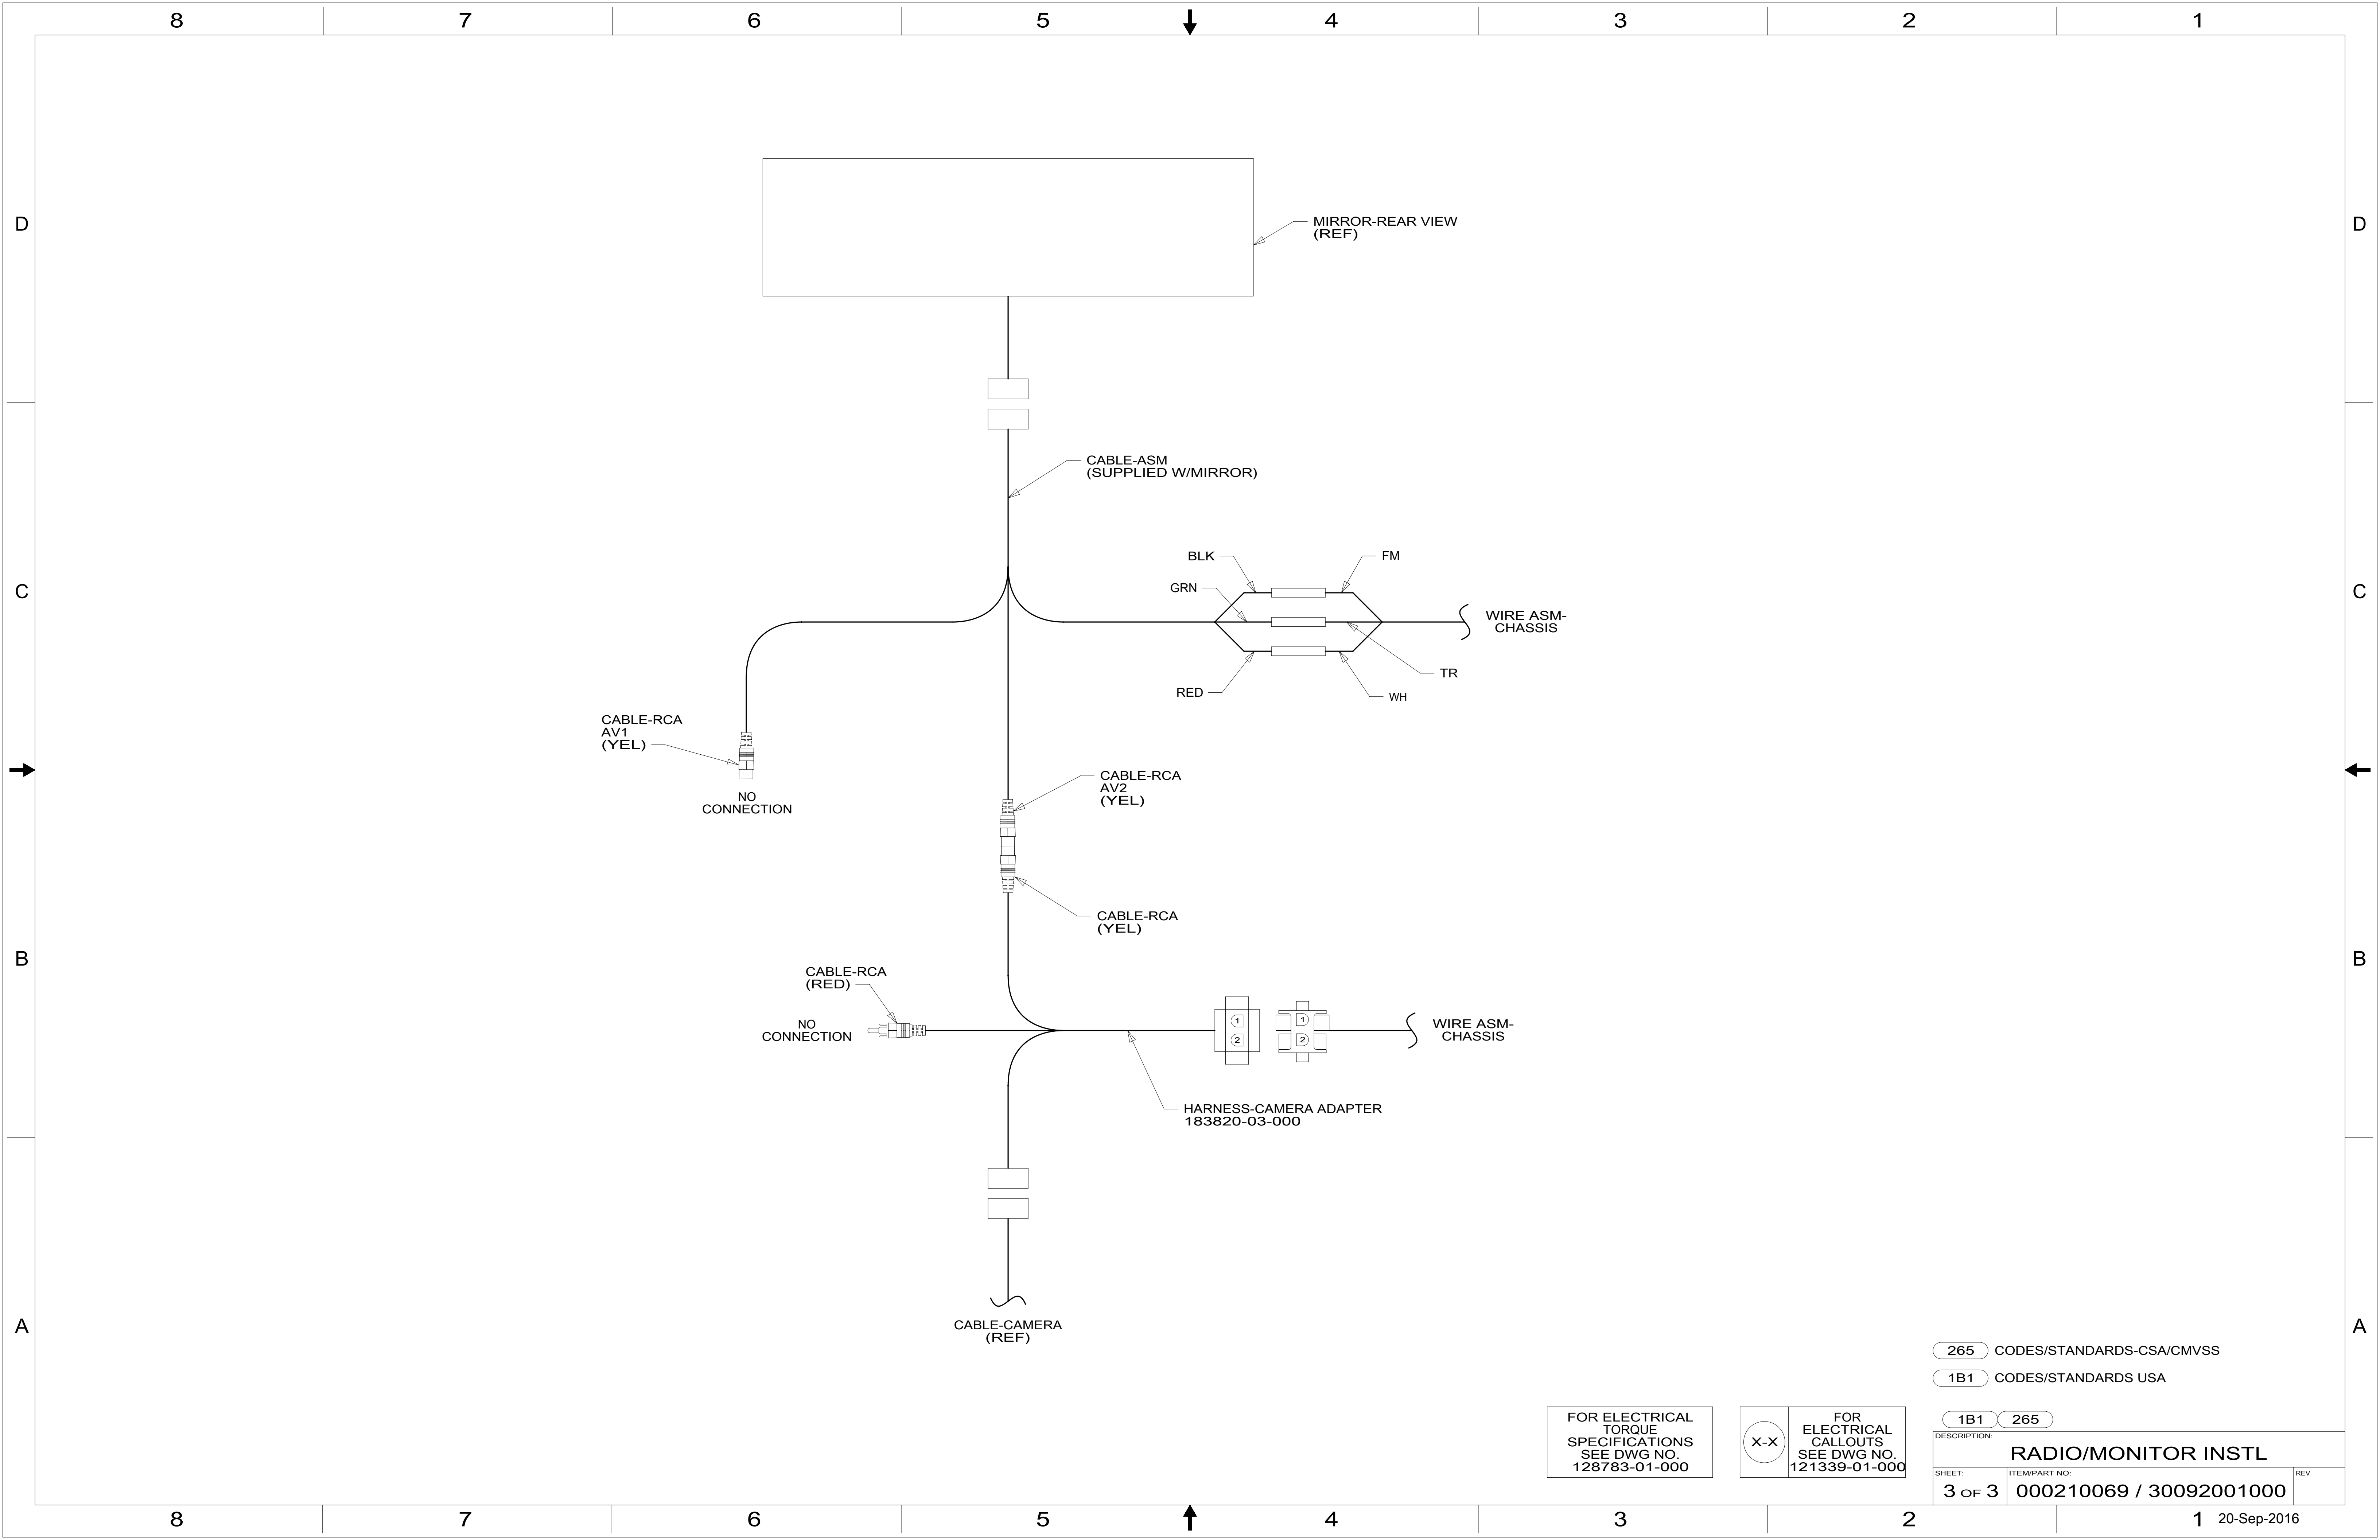 8 7 6 5 4 3 2 1
D
D
MIRROR-REAR VIEW
(REF)
CABLE-ASM
(SUPPLIED W/MIRROR)
BLK
FM
GRN
C
C
WIRE ASM-
CHASSIS
TR
RED
WH
CABLE-RCA
AV1
(YEL)
NO
CONNECTION
CABLE-RCA
AV2
(YEL)
CABLE-RCA
(YEL)
B
B
CABLE-RCA
(RED)
NO
CONNECTION
1
2
1
2
WIRE ASM-
CHASSIS
HARNESS-CAMERA ADAPTER
183820-03-000
CABLE-CAMERA
(REF)
A
A
265 CODES/STANDARDS-CSA/CMVSS
1B1 CODES/STANDARDS USA
FOR ELECTRICAL
TORQUE
SPECIFICATIONS
SEE DWG NO.
128783-01-000
X-X
FOR
ELECTRICAL
CALLOUTS
SEE DWG NO.
121339-01-000
1B1 265
DESCRIPTION:
RADIO/MONITOR INSTL
SHEET:
3 OF 3
ITEM/PART NO:
000210069 / 30092001000
REV
8 7 6 5 4 3 2 1
20-Sep-2016